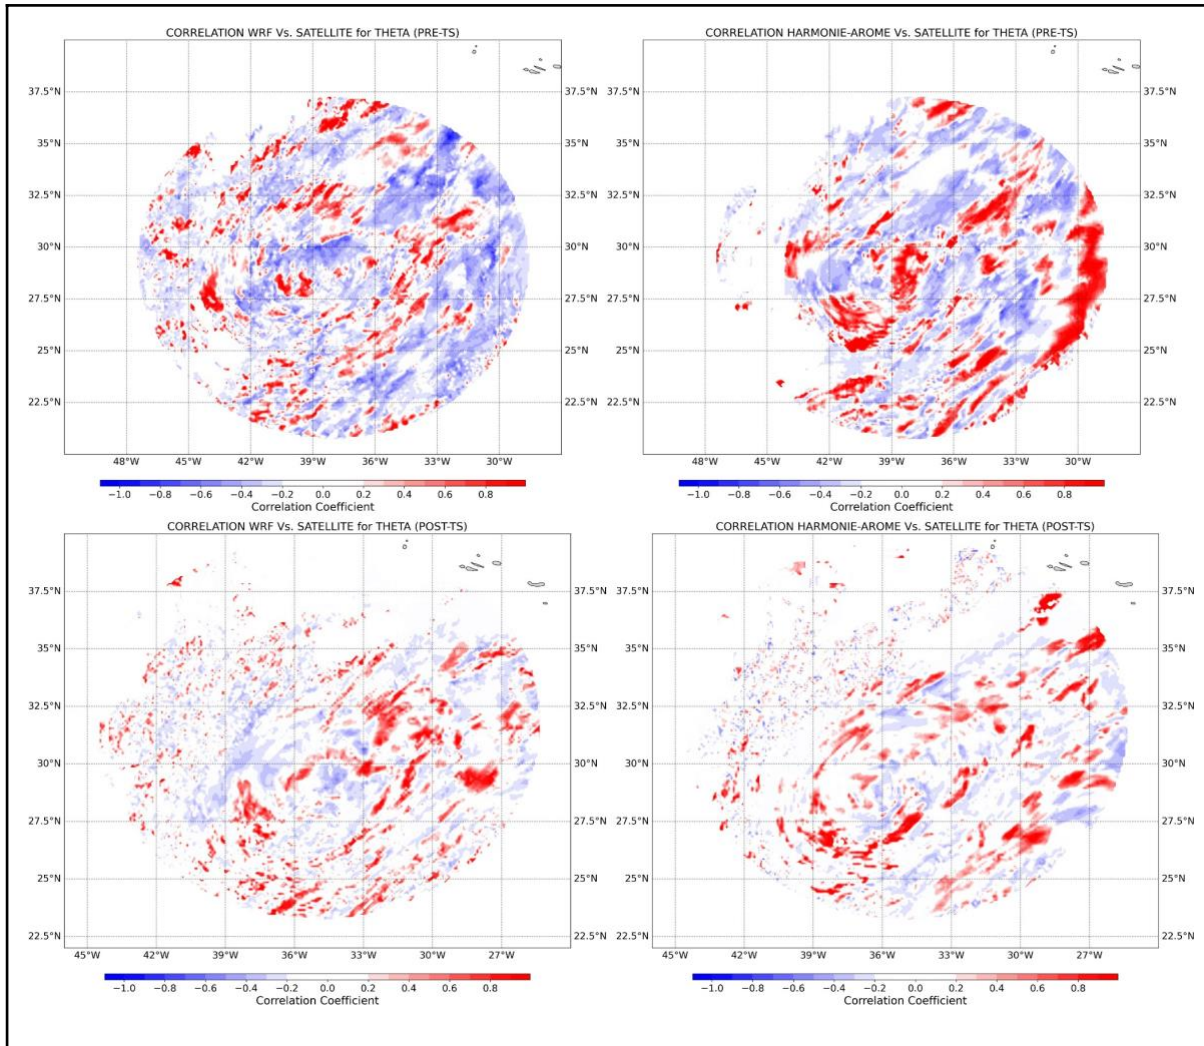 CORRELATION WRF Vs. SATELLITE for THETA (PRE-TS)
37.5°N
35°N
32.5°N
30°N
27.5°N
25°N
22.5°N
37.5°N
35°N
32.5°N
30°N
27.5°N
25°N
22.5°N
48°W 45°W 42°W 39°W 36°W 33°W 30°W
−1.0 −0.8 −0.6 −0.4 −0.2 0.0 0.2 0.4 0.6 0.8
Correlation Coefficient
CORRELATION HARMONIE-AROME Vs. SATELLITE for THETA (PRE-TS)
37.5°N
35°N
32.5°N
30°N
27.5°N
25°N
22.5°N
37.5°N
35°N
32.5°N
30°N
27.5°N
25°N
22.5°N
48°W 45°W 42°W 39°W 36°W 33°W 30°W
−1.0 −0.8 −0.6 −0.4 −0.2 0.0 0.2 0.4 0.6 0.8
Correlation Coefficient
CORRELATION WRF Vs. SATELLITE for THETA (POST-TS)
37.5°N
35°N
32.5°N
30°N
27.5°N
25°N
22.5°N
37.5°N
35°N
32.5°N
30°N
27.5°N
25°N
22.5°N
45°W 42°W 39°W 36°W 33°W 30°W 27°W
−1.0 −0.8 −0.6 −0.4 −0.2 0.0 0.2 0.4 0.6 0.8
Correlation Coefficient
CORRELATION HARMONIE-AROME Vs. SATELLITE for THETA (POST-TS)
37.5°N
35°N
32.5°N
30°N
27.5°N
25°N
22.5°N
37.5°N
35°N
32.5°N
30°N
27.5°N
25°N
22.5°N
45°W 42°W 39°W 36°W 33°W 30°W 27°W
−1.0 −0.8 −0.6 −0.4 −0.2 0.0 0.2 0.4 0.6 0.8
Correlation Coefficient